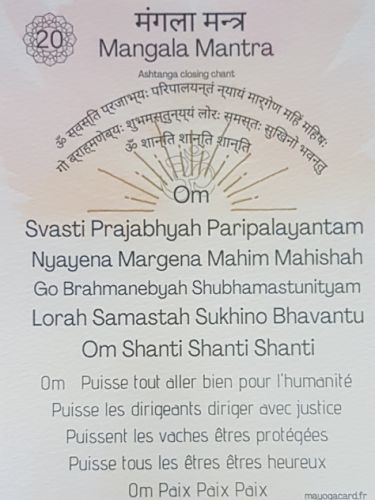 20
मंगला मन्त्र
Mangala Mantra
Ashtanga closing chant
ॐ स्वस्ति प्रजाभ्यः परिपालयन्तं न्यायं मार्गेण महिं महिषः
गो ब्राह्मणेभ्यः शुभमस्तुन्य्यं लोरः समस्तः सुखिनो भवन्तु
ॐ शान्ति शान्ति शान्ति
Om
Svasti Prajabhyah Paripalayantam
Nyayena Margena Mahim Mahishah
Go Brahmanebyah Shubhamastunityam
Lorah Samastah Sukhino Bhavantu
Om Shanti Shanti Shanti
Om Puisse tout aller bien pour l'humanité
Puisse les dirigeants diriger avec justice
Puissent les vaches êtres protégées
Puisse tous les êtres êtres heureux
Om Paix Paix Paix
mayogacard.fr